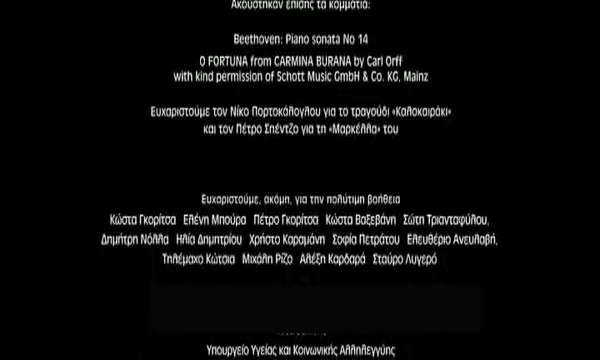 Ακούστηκαν επίσης τα κομμάτια:
Beethoven: Piano sonata No 14
O FORTUNA from CARMINA BURANA by Carl Orff
with kind permission of Schott Music GmbH & Co. KG, Mainz
Ευχαριστούμε τον Νίκο Πορτοκάλογλου για το τραγούδι «Καλοκαιράκι»
και τον Πέτρο Σπέντζο για τη «Μαρκέλλα» του
Ευχαριστούμε, ακόμη, για την πολύτιμη βοήθεια
Κώστα Γκορίτσα Ελένη Μπούρα Πέτρο Γκορίτσα Κώστα Βαξεβάνη Σώτη Τριανταφύλου,
Δημήτρη Νόλλα Ηλία Δημητρίου Χρήστο Καραμάνη Σοφία Πετράτου Ελευθέριο Ανευλαβή,
Τηλέμαχο Κώτσια Μιχάλη Ρίζο Αλέξη Καρδαρά Σταύρο Λυγερό
Υπουργείο Υγείας και Κοινωνικής Αλληλεγγύης